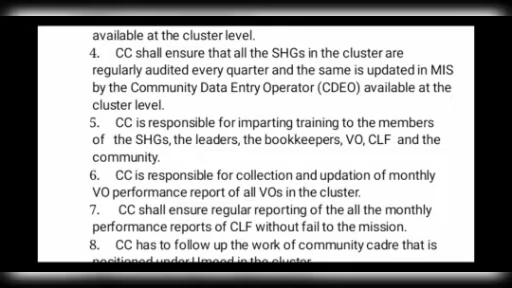 available at the cluster level.
4. CC shall ensure that all the SHGs in the cluster are
regularly audited every quarter and the same is updated in MIS
by the Community Data Entry Operator (CDEO) available at the
cluster level.
5. CC is responsible for imparting training to the members
of the SHGs, the leaders, the bookkeepers, VO, CLF and the
community.
6. CC is responsible for collection and updation of monthly
VO performance report of all VOs in the cluster.
7. CC shall ensure regular reporting of the all the monthly
performance reports of CLF without fail to the mission.
8. CC has to follow up the work of community cadre that is
positioned under Umeed in the cluster